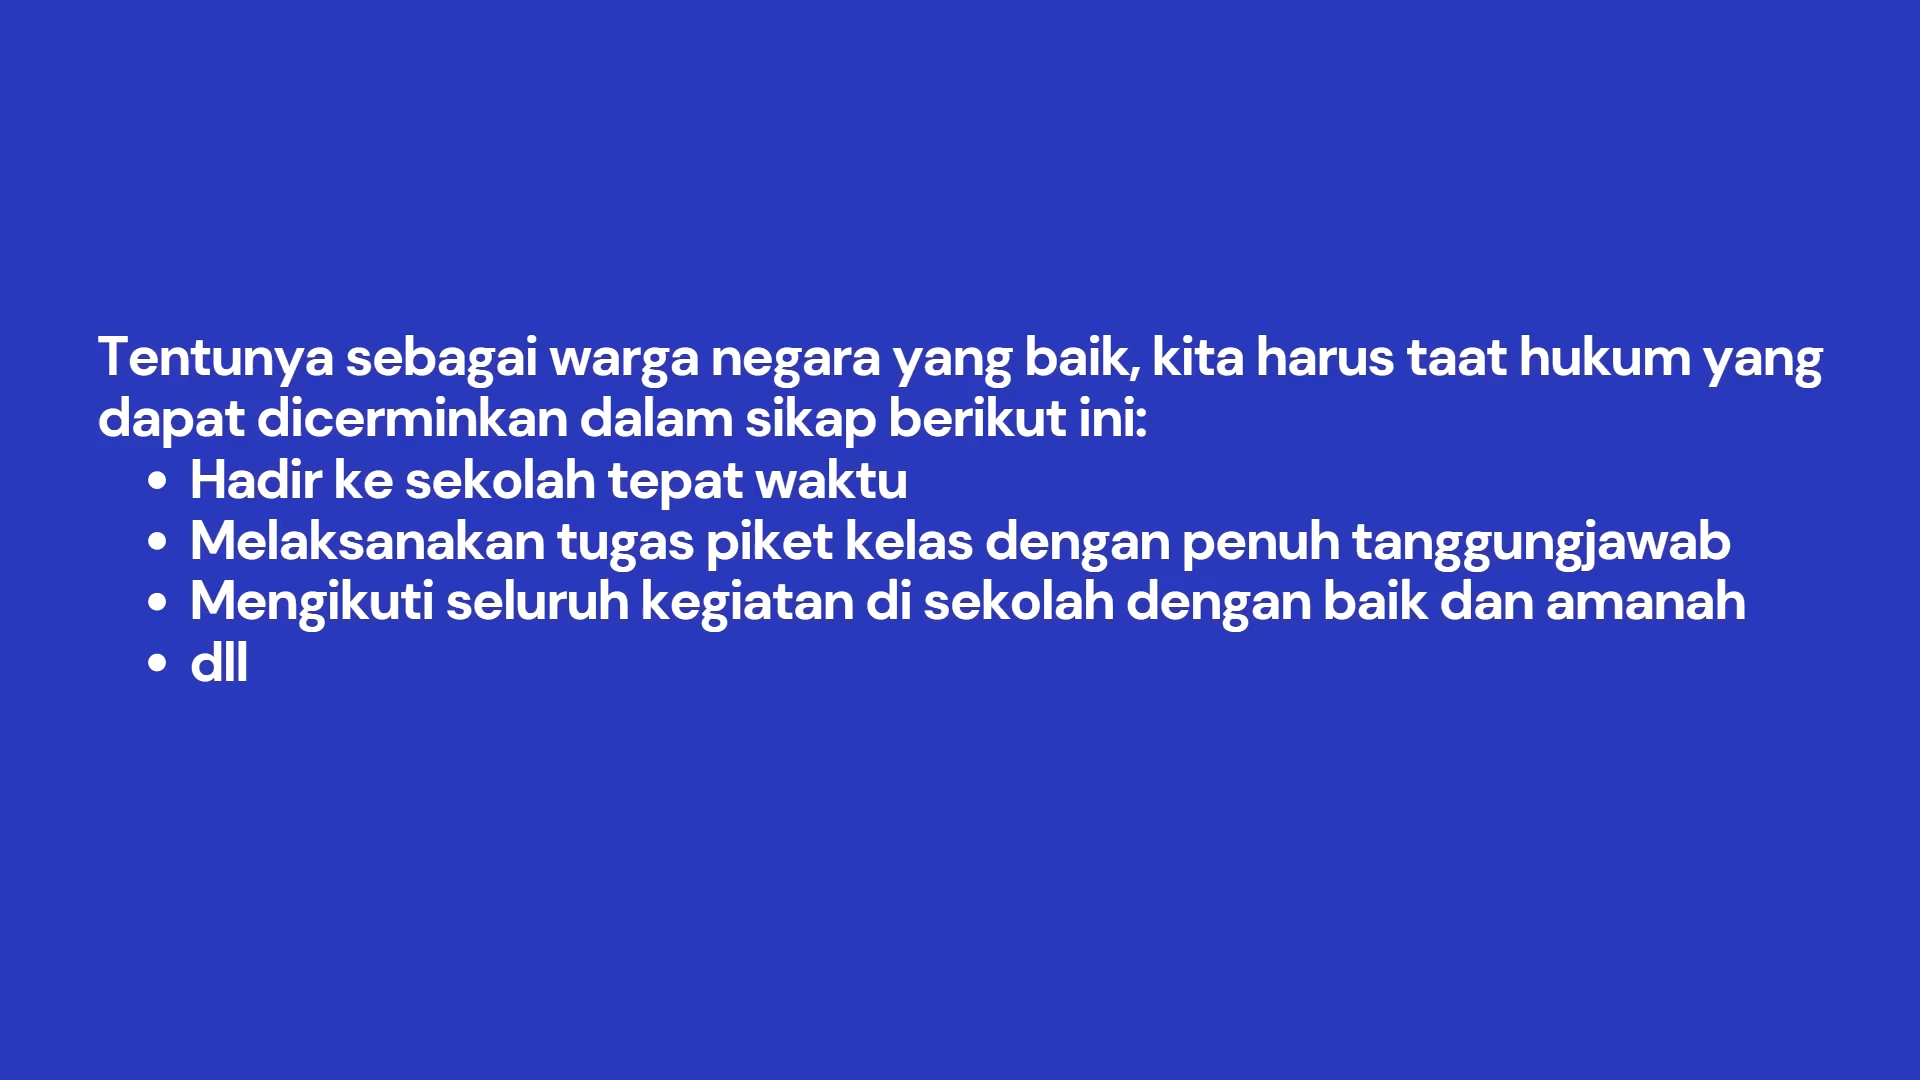 Tentunya sebagai warga negara yang baik, kita harus taat hukum yang
dapat dicerminkan dalam sikap berikut ini:
• Hadir ke sekolah tepat waktu
• Melaksanakan tugas piket kelas dengan penuh tanggungjawab
• Mengikuti seluruh kegiatan di sekolah dengan baik dan amanah
• dll